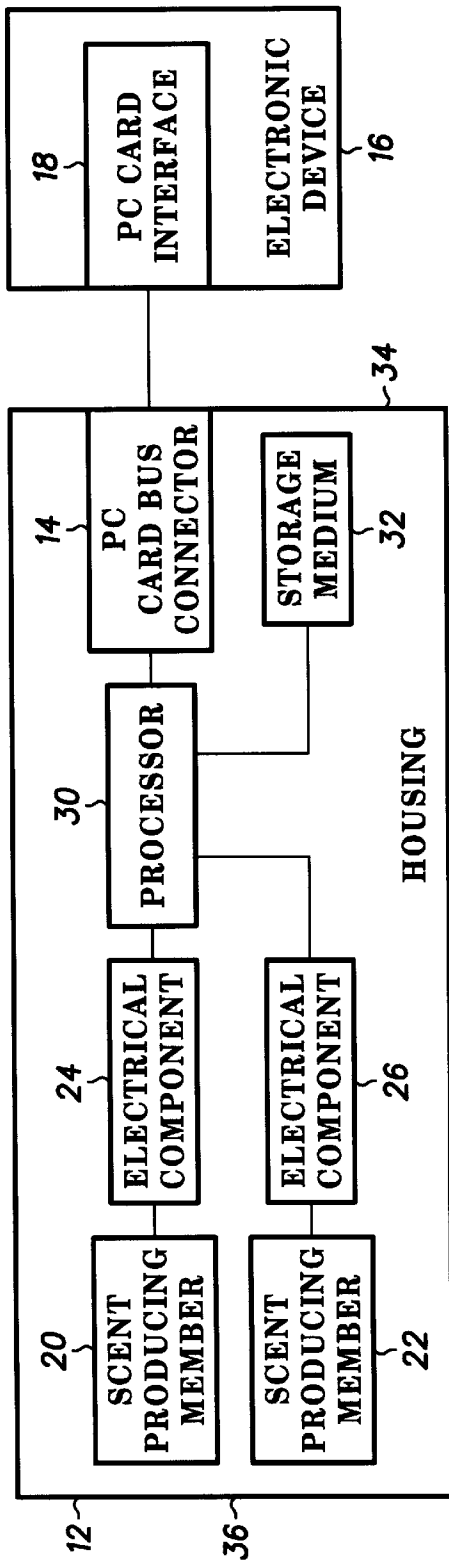 12
36
20
SCENT
PRODUCING
MEMBER
24
ELECTRICAL
COMPONENT
30
PROCESSOR
14
PC
CARD BUS
CONNECTOR
18
PC CARD
INTERFACE
ELECTRONIC
DEVICE
16
SCENT
PRODUCING
MEMBER
22
ELECTRICAL
COMPONENT
26
STORAGE
MEDIUM
32
HOUSING
34